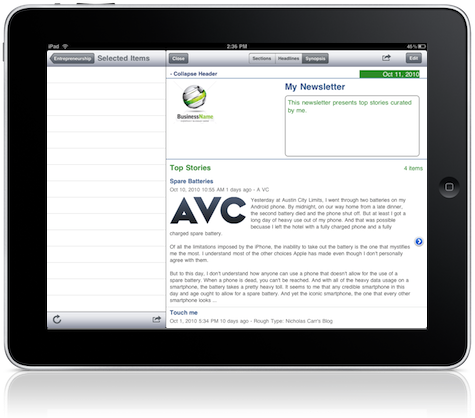 iPad 2:36 PM 45%
Entrepreneurship Selected Items Close Sections Headlines Synopsis Edit
- Collapse Header Oct 11, 2010
My Newsletter
This newsletter presents top stories curated
by me.
BusinessName
Top Stories 4 items
Spare Batteries
Oct 10, 2010 10:55 AM 1 days ago - A VC
AVC
Yesterday at Austin City Limits, I went through two batteries on my
Android phone. By midnight, on our way home from a late dinner,
the second battery died and the phone shut off. But at least I got a
long day of heavy use out of my phone. And that was possible
because I left the hotel with a fully charged phone and a fully
charged spare battery.
Of all the limitations imposed by the iPhone, the inability to take out the battery is the one that mystifies
me the most. I understand most of the other choices Apple has made even though I don't personally
agree with them.
But to this day, I don't understand how anyone can use a phone that doesn't allow for the use of a
spare battery. When a phone is dead, you can't be reached. And with all of the heavy data usage on a
smartphone, the battery takes a pretty heavy toll. It seems to me that any credible smartphone in this
day and age ought to allow for a spare battery. And yet the iconic smartphone, the one that every other
smartphone looks ...
Touch me
Oct 1, 2010 5:34 PM 10 days ago - Rough Type: Nicholas Carr's Blog